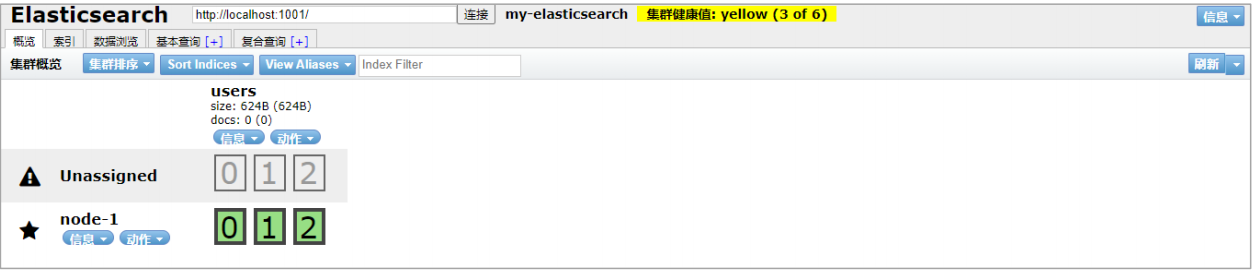 Elasticsearch http://localhost:1001/ 连接 my-elasticsearch 集群健康值: yellow (3 of 6) 信息
概览 索引 数据浏览 基本查询 [+] 复合查询 [+]
集群概览 集群排序 Sort Indices View Aliases Index Filter 刷新
users
size: 624B (624B)
docs: 0 (0)
信息 动作
Unassigned 0 1 2
node-1
信息 动作
0 1 2